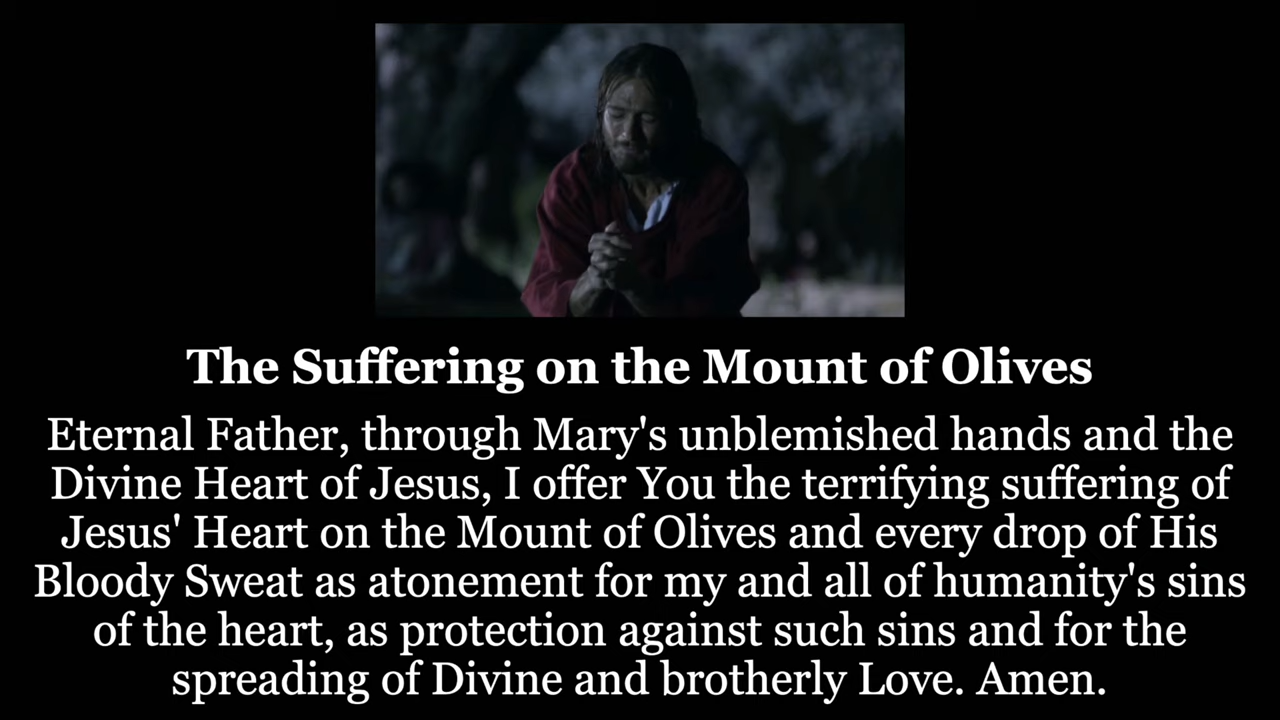 The Suffering on the Mount of Olives
Eternal Father, through Mary's unblemished hands and the
Divine Heart of Jesus, I offer You the terrifying suffering of
Jesus' Heart on the Mount of Olives and every drop of His
Bloody Sweat as atonement for my and all of humanity's sins
of the heart, as protection against such sins and for the
spreading of Divine and brotherly Love. Amen.